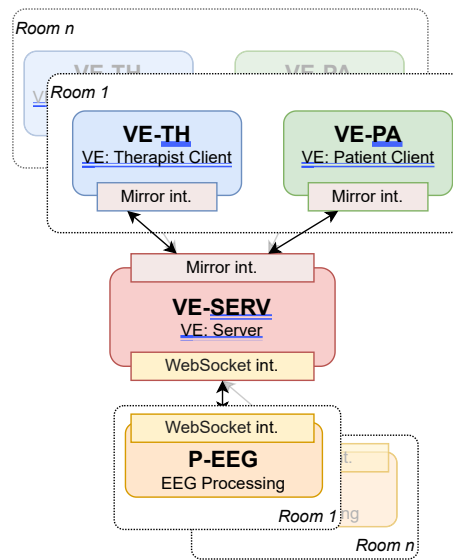 Room n
VE-TH
VE-PA
Room 1
VE-TH
VE: Therapist Client
VE-PA
VE: Patient Client
Mirror int.
Mirror int.
Mirror int.
VE-SERV
VE: Server
WebSocket int.
WebSocket int.
P-EEG
EEG Processing
Room 1
Room n